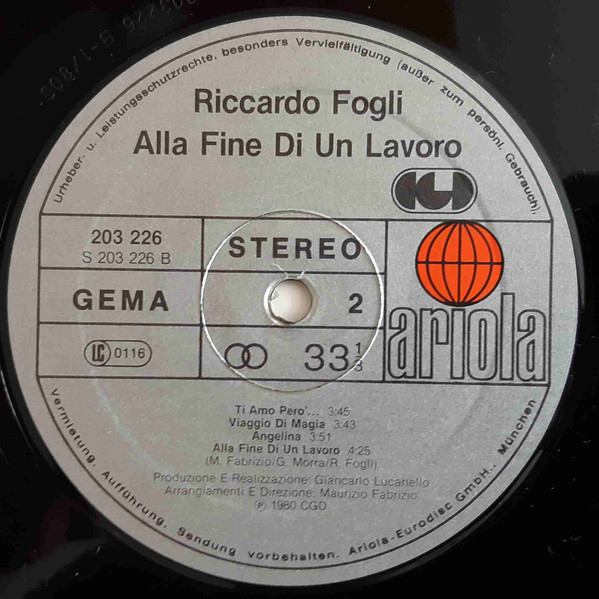 Urheber- u. Leistungsschutzrechte, besonders Vervielfältigung (außer zum persönl. Gebrauch),
Riccardo Fogli
Alla Fine Di Un Lavoro
203 226
S 203 226 B
STEREO
GEMA
2
LC 0116
33 1/3
ariola
Ti Amo Pero'... 3:45
Viaggio Di Magia 3:43
Angelina 3:51
Alla Fine Di Un Lavoro 4:25
(M. Fabrizio/G. Morra/R. Fogli)
Produzione E Realizzazione: Giancarlo Lucariello
Arrangiamenti E Direzione: Maurizio Fabrizio
℗ 1980 CGD
Vermietung, Aufführung, Sendung vorbehalten. Ariola-Eurodisc GmbH., München